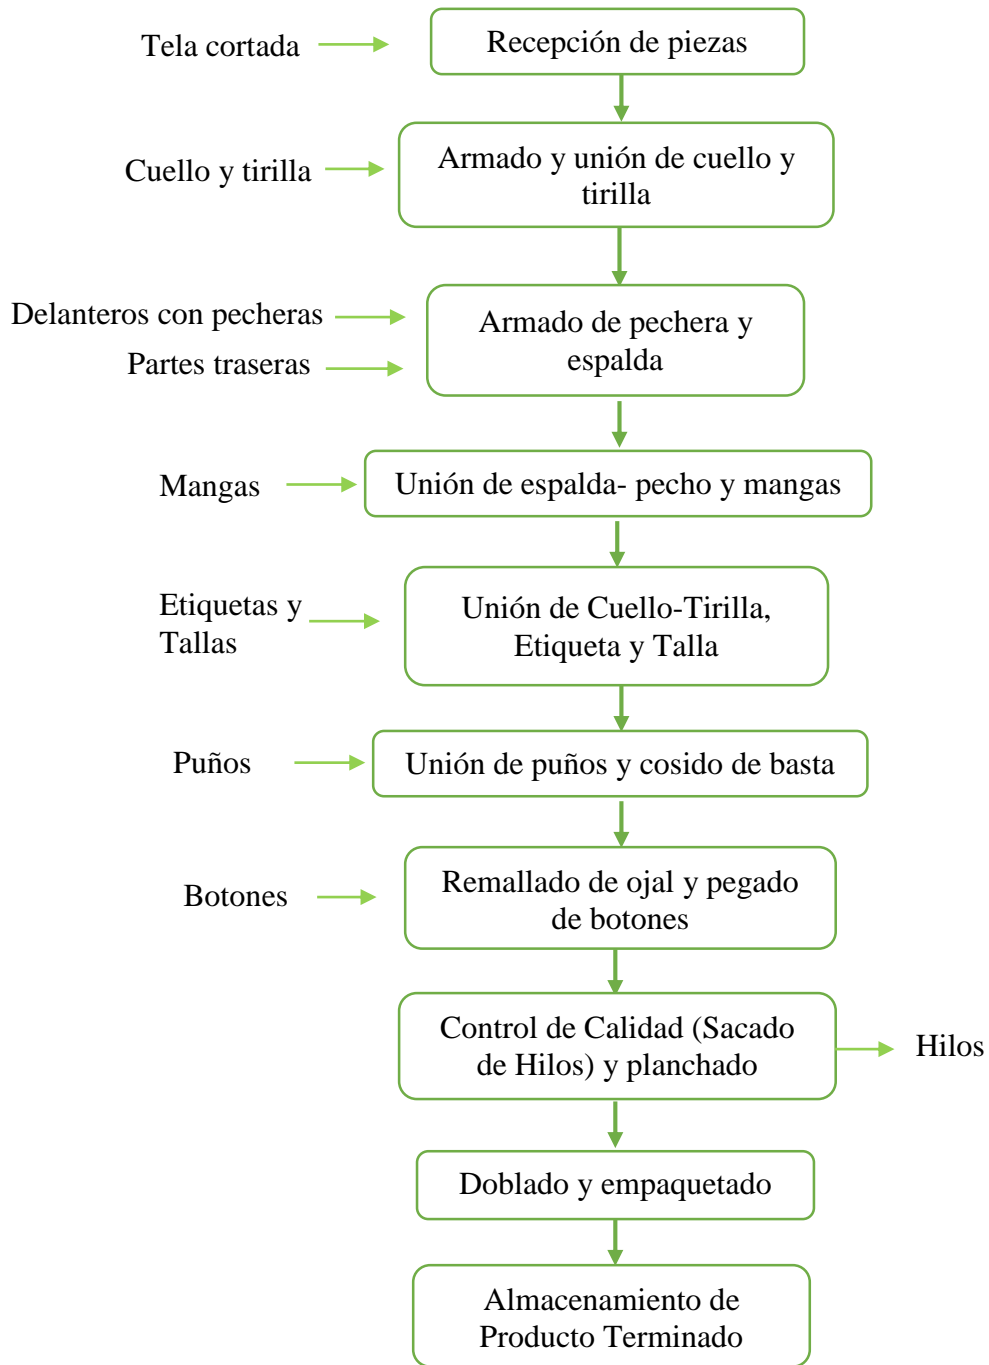 Tela cortada
Recepción de piezas
Cuello y tirilla
Armado y unión de cuello y
tirilla
Delanteros con pecheras
Partes traseras
Armado de pechera y
espalda
Mangas
Unión de espalda- pecho y mangas
Etiquetas y
Tallas
Unión de Cuello-Tirilla,
Etiqueta y Talla
Puños
Unión de puños y cosido de basta
Botones
Remallado de ojal y pegado
de botones
Control de Calidad (Sacado
de Hilos) y planchado
Hilos
Doblado y empaquetado
Almacenamiento de
Producto Terminado